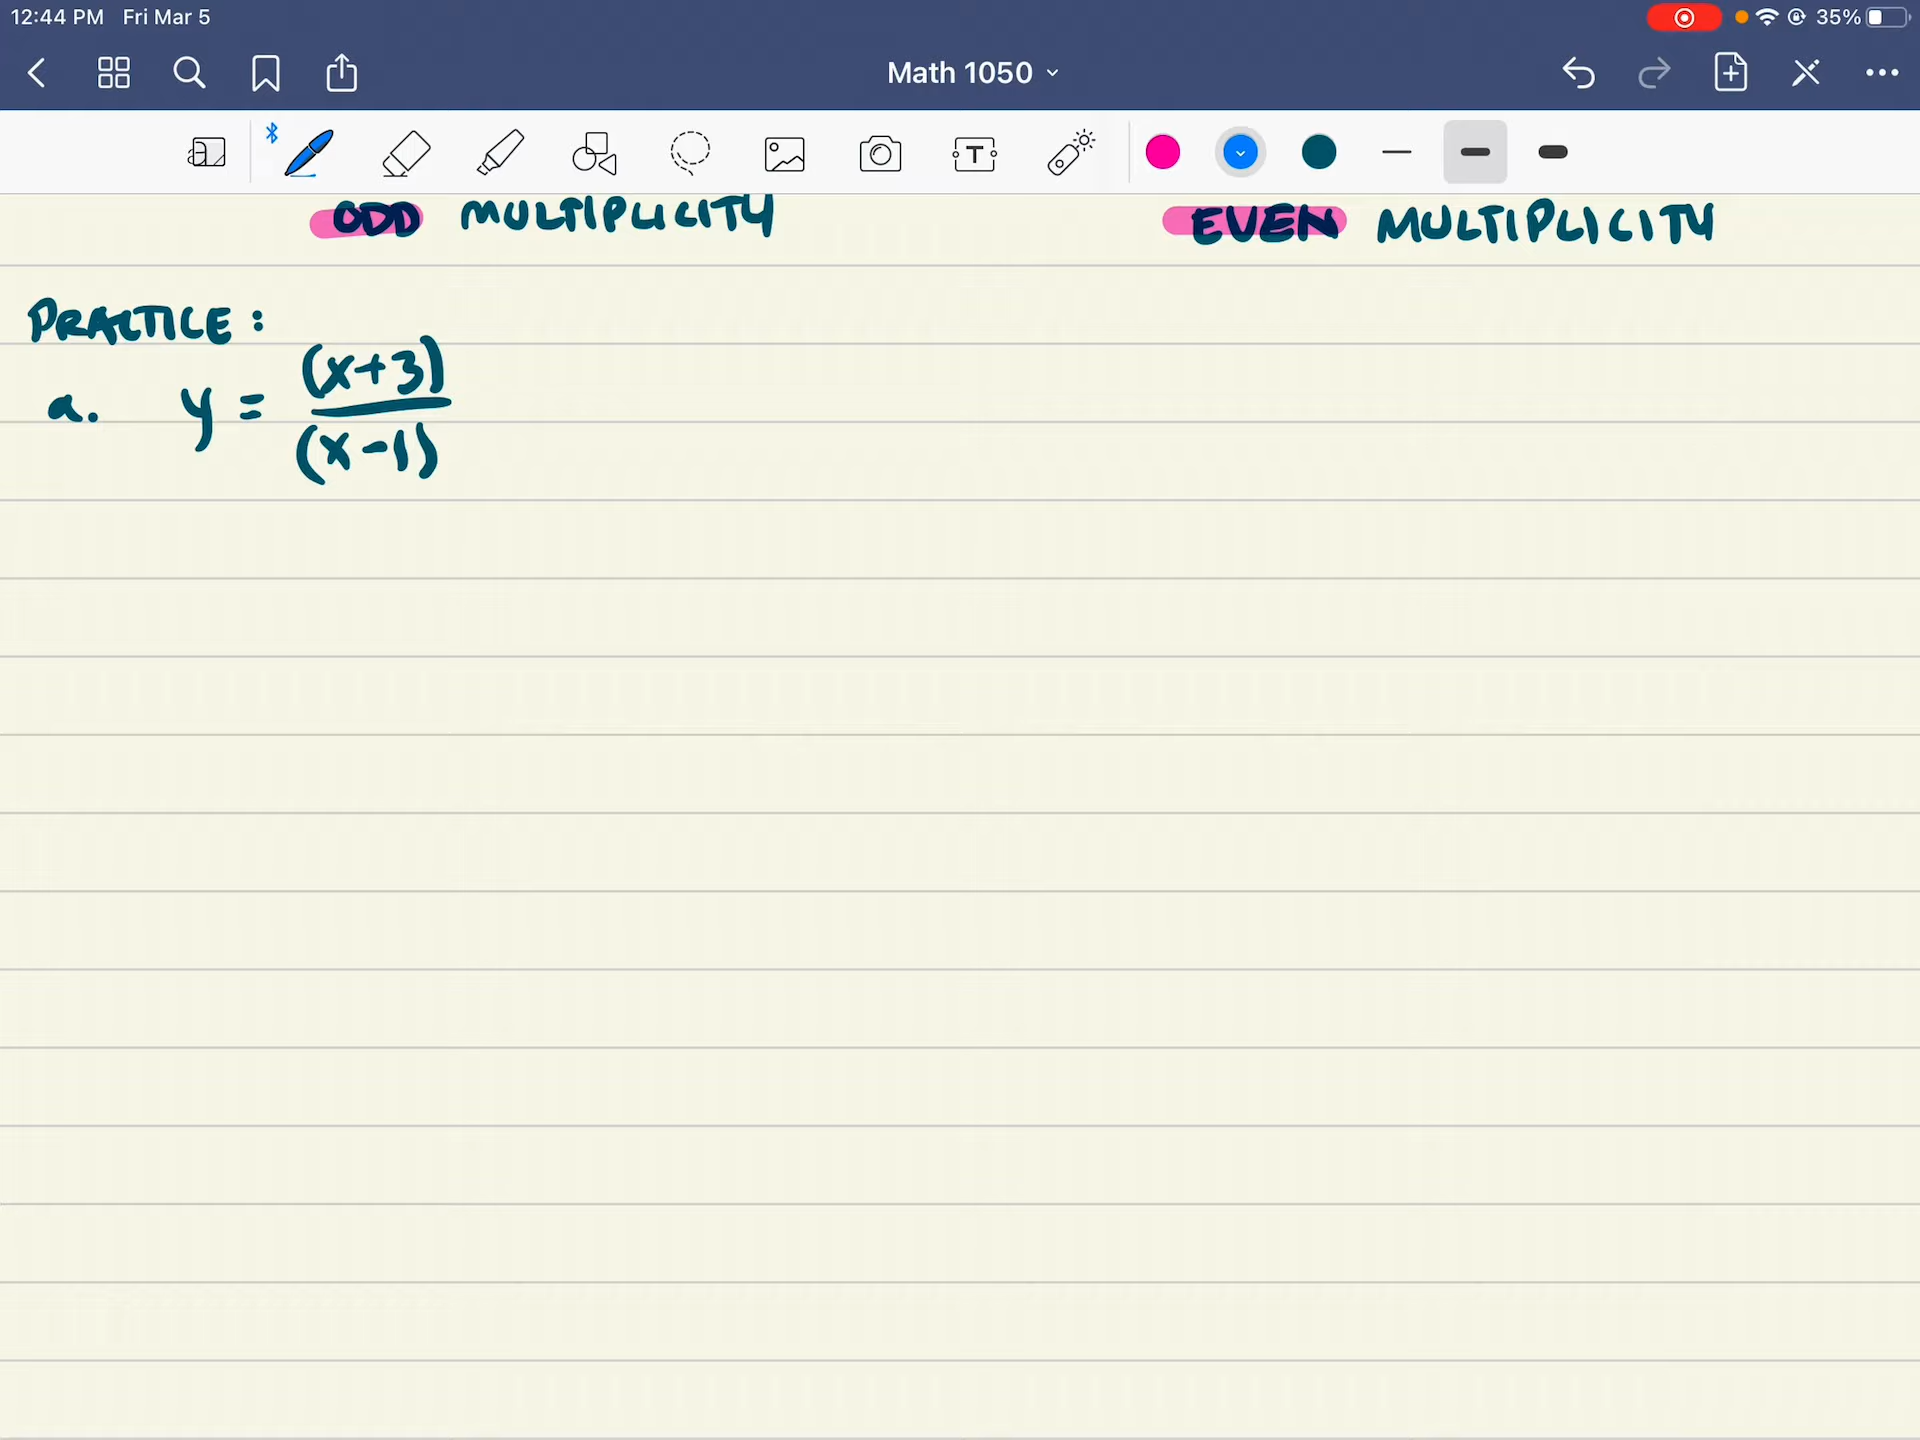 12:44 PM Fri Mar 5 35%
Math 1050
T
ODD MULTIPLICITY EVEN MULTIPLICITY
PRACTICE:
a. y = (x+3)
(x-1)